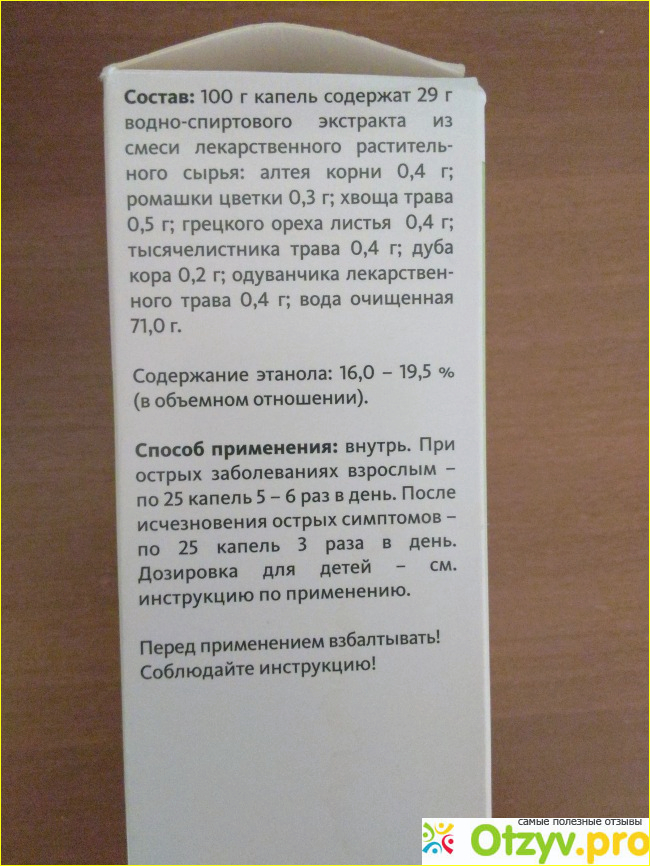 Состав: 100 г капель содержат 29 г
водно-спиртового экстракта из
смеси лекарственного раститель-
ного сырья: алтея корни 0,4 г;
ромашки цветки 0,3 г; хвоща трава
0,5 г; грецкого ореха листья 0,4 г;
тысячелистника трава 0,4 г; дуба
кора 0,2 г; одуванчика лекарствен-
ного трава 0,4 г; вода очищенная
71,0 г.
Содержание этанола: 16,0 – 19,5 %
(в объемном отношении).
Способ применения: внутрь. При
острых заболеваниях взрослым –
по 25 капель 5 – 6 раз в день. После
исчезновения острых симптомов –
по 25 капель 3 раза в день.
Дозировка для детей – см.
инструкцию по применению.
Перед применением взбалтывать!
Соблюдайте инструкцию!
самые полезные отзывы
Otzyv.pro